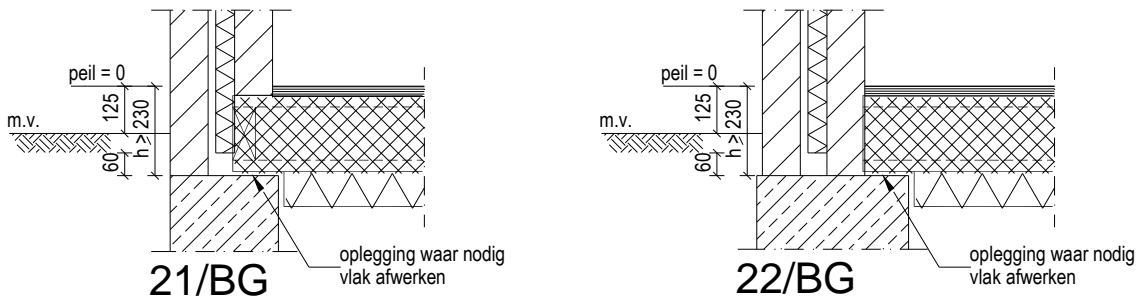 peil = 0
125
h ≥ 230
m.v.
60
oplegging waar nodig
vlak afwerken
21/BG
peil = 0
125
h ≥ 230
m.v.
60
oplegging waar nodig
vlak afwerken
22/BG